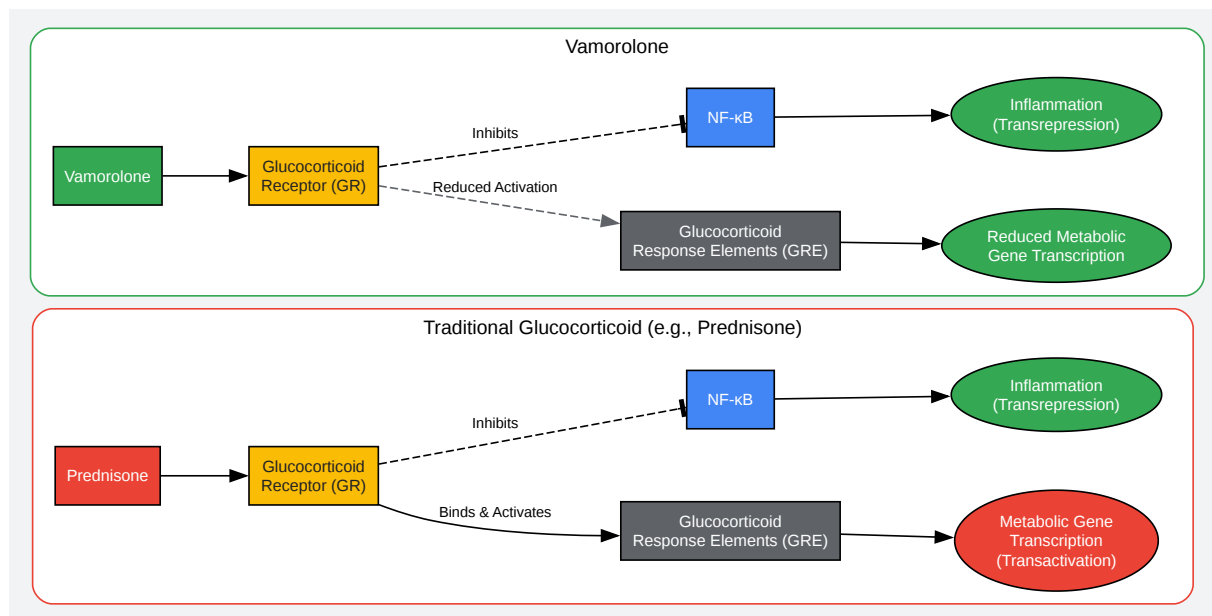 Vamorolone
Vamorolone
Glucocorticoid
Receptor (GR)
Inhibits
Reduced Activation
NF-κB
Glucocorticoid
Response Elements (GRE)
Inflammation
(Transrepression)
Reduced Metabolic
Gene Transcription
Traditional Glucocorticoid (e.g., Prednisone)
Prednisone
Glucocorticoid
Receptor (GR)
Inhibits
Binds & Activates
NF-κB
Glucocorticoid
Response Elements (GRE)
Inflammation
(Transrepression)
Metabolic Gene
Transcription
(Transactivation)